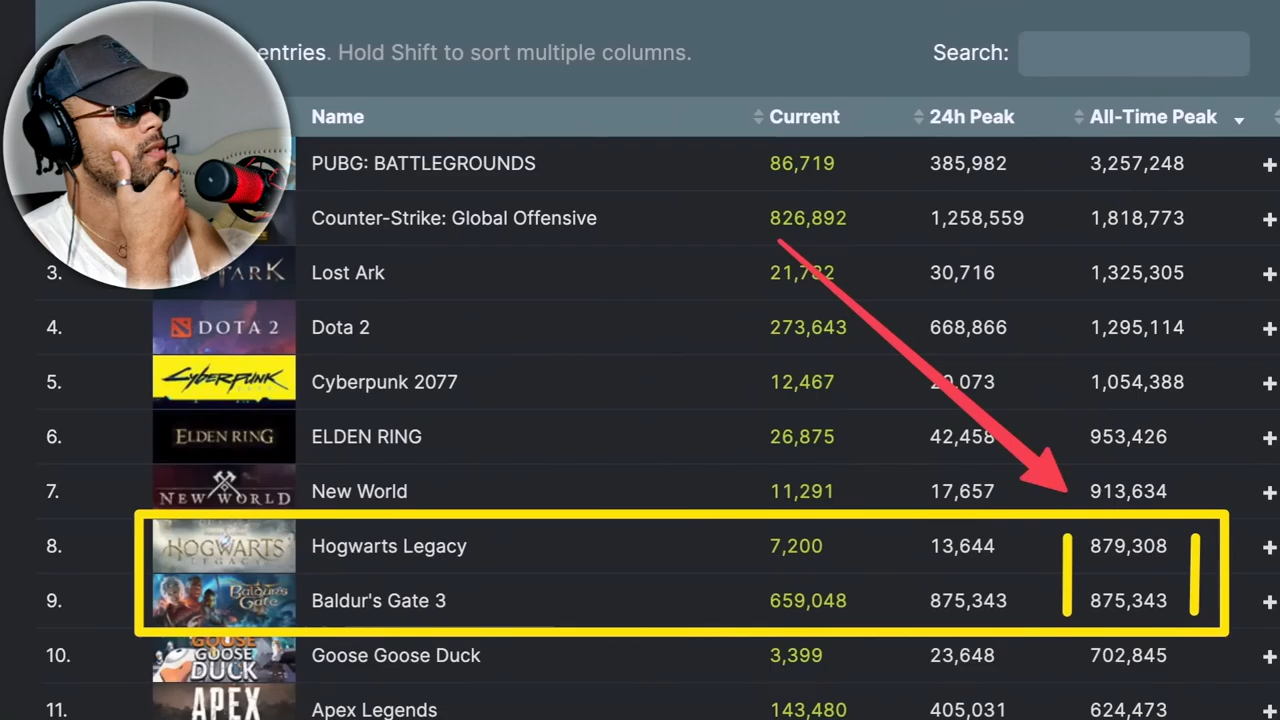 entries. Hold Shift to sort multiple columns. Search:
Name Current 24h Peak All-Time Peak
PUBG: BATTLEGROUNDS 86,719 385,982 3,257,248 +
Counter-Strike: Global Offensive 826,892 1,258,559 1,818,773 +
3. Lost Ark 21,782 30,716 1,325,305 +
4. DOTA 2 Dota 2 273,643 668,866 1,295,114 +
5. Cyberpunk Cyberpunk 2077 12,467 1,054,388 +
6. ELDEN RING ELDEN RING 26,875 42,458 953,426 +
7. NEW WORLD New World 11,291 17,657 913,634 +
8. HOGWARTS LEGACY Hogwarts Legacy 7,200 13,644 879,308 +
9. Baldur's Gate Baldur's Gate 3 659,048 875,343 875,343 +
10. GOOSE GOOSE DUCK Goose Goose Duck 3,399 23,648 702,845 +
11. APEX Apex Legends 143,480 405,031 624,473 +